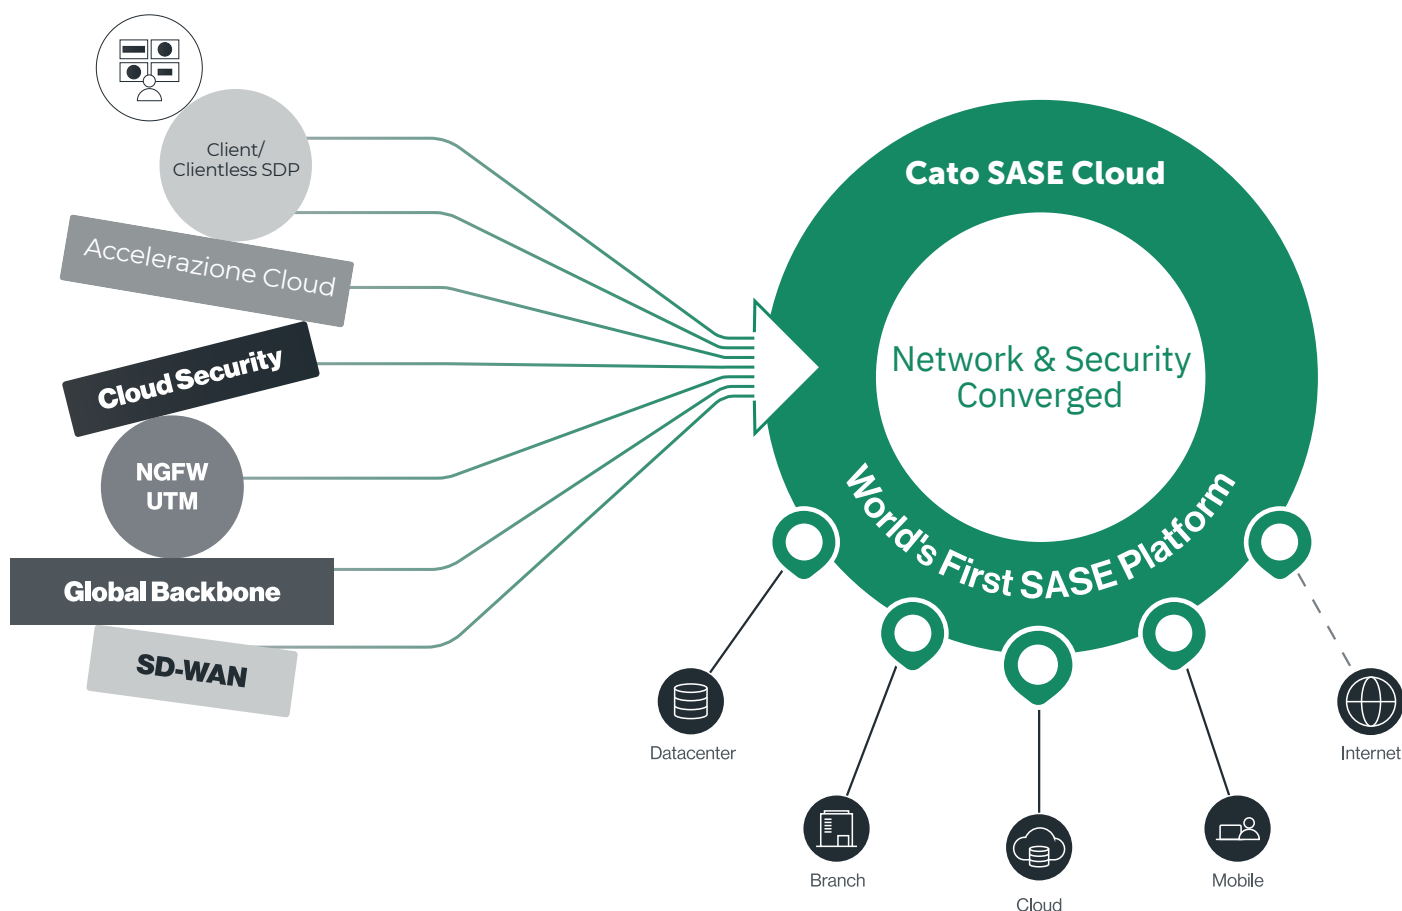 Client/
Clientless SDP
Accelerazione Cloud
Cloud Security
NGFW
UTM
Global Backbone
SD-WAN
Cato SASE Cloud
Network & Security
Converged
World's First SASE Platform
Datacenter
Branch
Cloud
Mobile
Internet